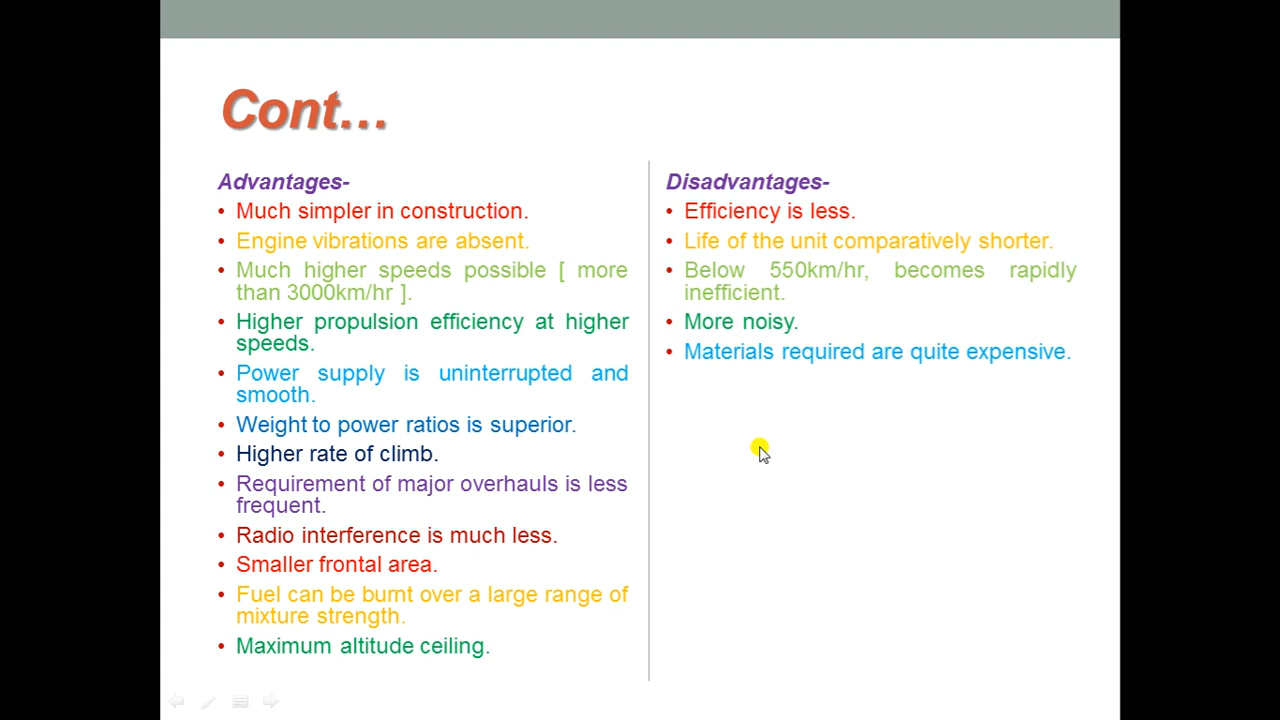 Cont...
Advantages-
• Much simpler in construction.
• Engine vibrations are absent.
• Much higher speeds possible [ more
than 3000km/hr ].
• Higher propulsion efficiency at higher
speeds.
• Power supply is uninterrupted and
smooth.
• Weight to power ratios is superior.
• Higher rate of climb.
• Requirement of major overhauls is less
frequent.
• Radio interference is much less.
• Smaller frontal area.
• Fuel can be burnt over a large range of
mixture strength.
• Maximum altitude ceiling.
Disadvantages-
• Efficiency is less.
• Life of the unit comparatively shorter.
• Below 550km/hr, becomes rapidly
inefficient.
• More noisy.
• Materials required are quite expensive.